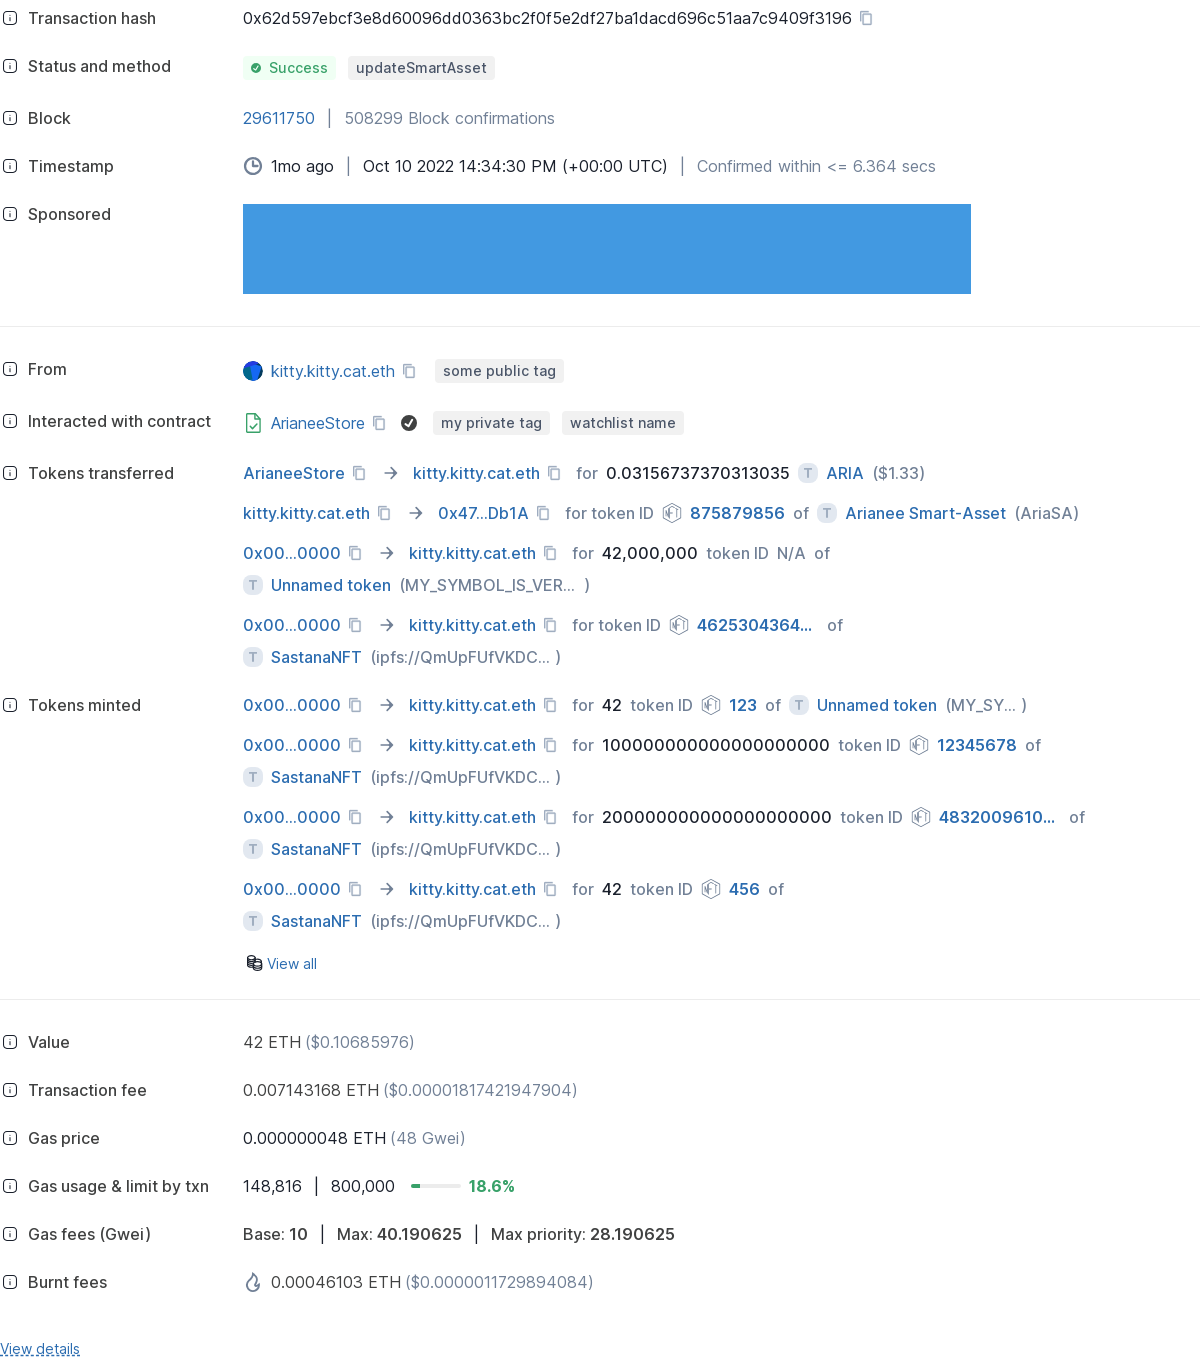 Transaction hash 0x62d597ebcf3e8d60096dd0363bc2f0f5e2df27ba1dacd696c51aa7c9409f3196
Status and method Success updateSmartAsset
Block 29611750 | 508299 Block confirmations
Timestamp 1mo ago | Oct 10 2022 14:34:30 PM (+00:00 UTC) | Confirmed within <= 6.364 secs
Sponsored
From kitty.kitty.cat.eth some public tag
Interacted with contract ArianeeStore my private tag watchlist name
Tokens transferred ArianeeStore → kitty.kitty.cat.eth for 0.03156737370313035 T ARIA ($1.33)
kitty.kitty.cat.eth → 0x47...Db1A for token ID 875879856 of T Arianee Smart-Asset (AriaSA)
0x00...0000 → kitty.kitty.cat.eth for 42,000,000 token ID N/A of
T Unnamed token (MY_SYMBOL_IS_VER... )
0x00...0000 → kitty.kitty.cat.eth for token ID 4625304364... of
T SastanaNFT (ipfs://QmUpFUfVKDC... )
Tokens minted 0x00...0000 → kitty.kitty.cat.eth for 42 token ID 123 of T Unnamed token (MY_SY... )
0x00...0000 → kitty.kitty.cat.eth for 100000000000000000000 token ID 12345678 of
T SastanaNFT (ipfs://QmUpFUfVKDC... )
0x00...0000 → kitty.kitty.cat.eth for 200000000000000000000 token ID 4832009610... of
T SastanaNFT (ipfs://QmUpFUfVKDC... )
0x00...0000 → kitty.kitty.cat.eth for 42 token ID 456 of
T SastanaNFT (ipfs://QmUpFUfVKDC... )
View all
Value 42 ETH ($0.10685976)
Transaction fee 0.007143168 ETH ($0.00001817421947904)
Gas price 0.000000048 ETH (48 Gwei)
Gas usage & limit by txn 148,816 | 800,000 18.6%
Gas fees (Gwei) Base: 10 | Max: 40.190625 | Max priority: 28.190625
Burnt fees 0.00046103 ETH ($0.0000011729894084)
View details